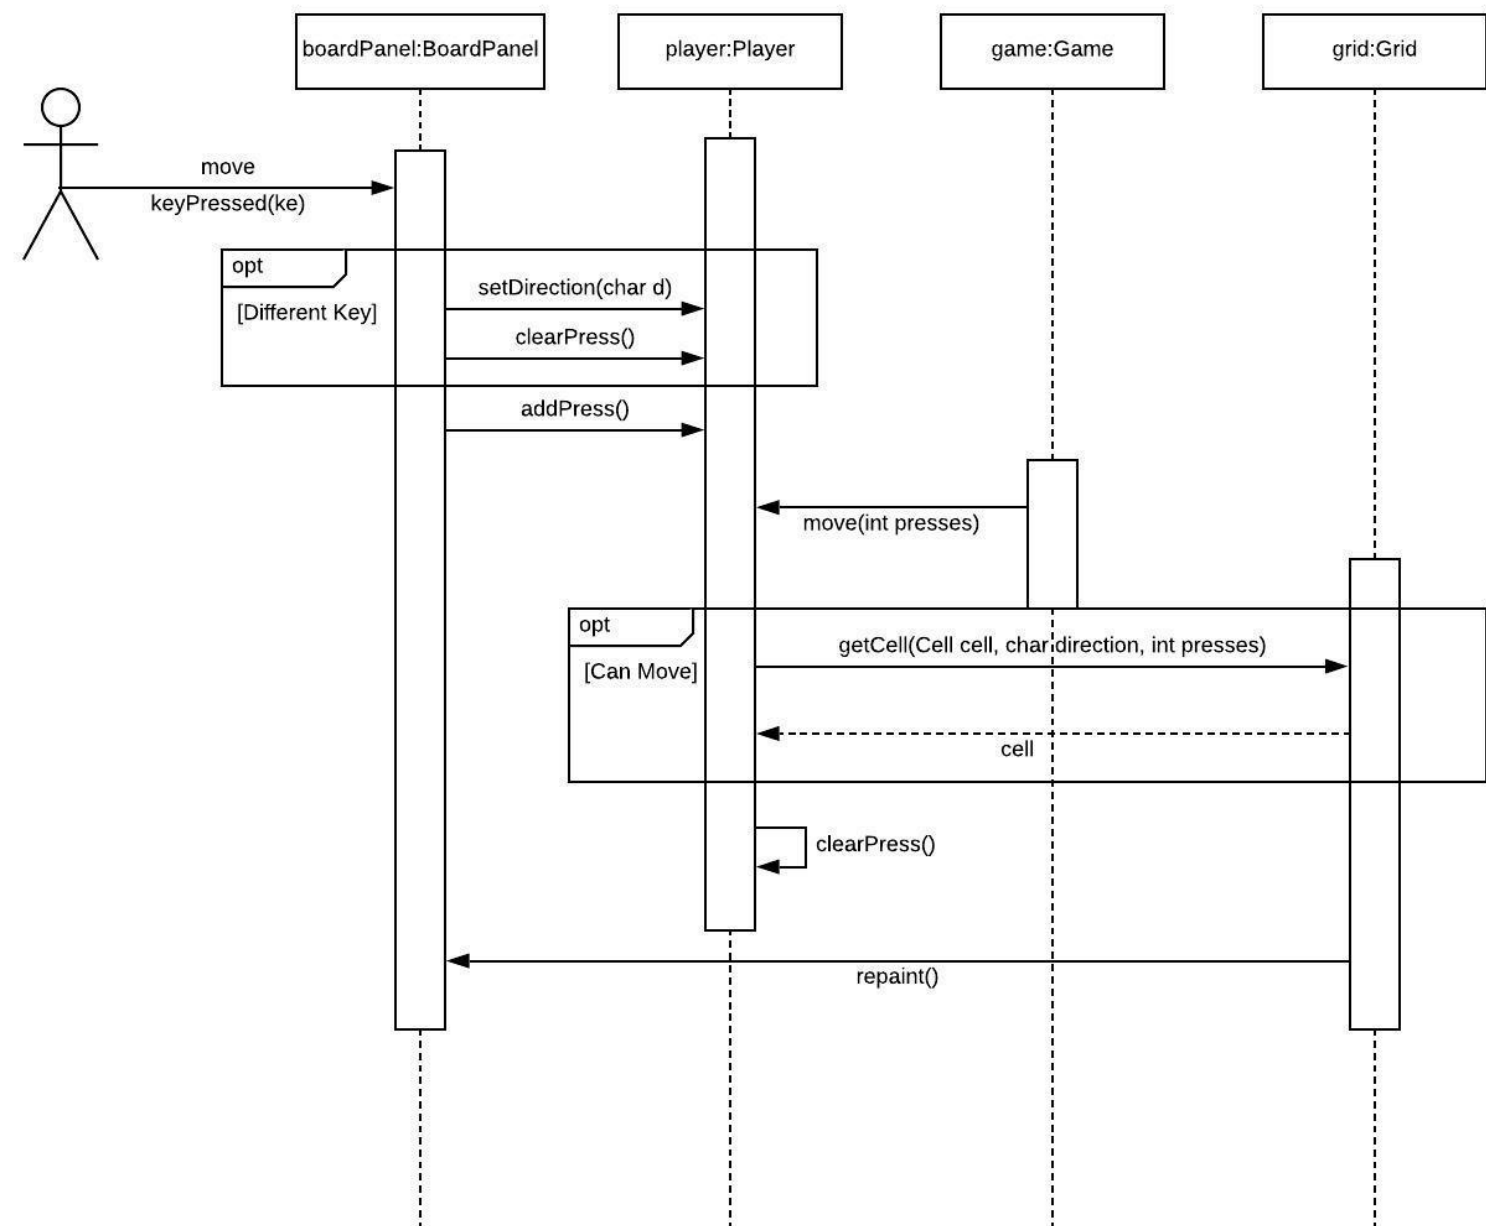 boardPanel:BoardPanel
player:Player
game:Game
grid:Grid
move
keyPressed(ke)
opt
[Different Key]
setDirection(char d)
clearPress()
addPress()
move(int presses)
opt
[Can Move]
getCell(Cell cell, char direction, int presses)
cell
clearPress()
repaint()